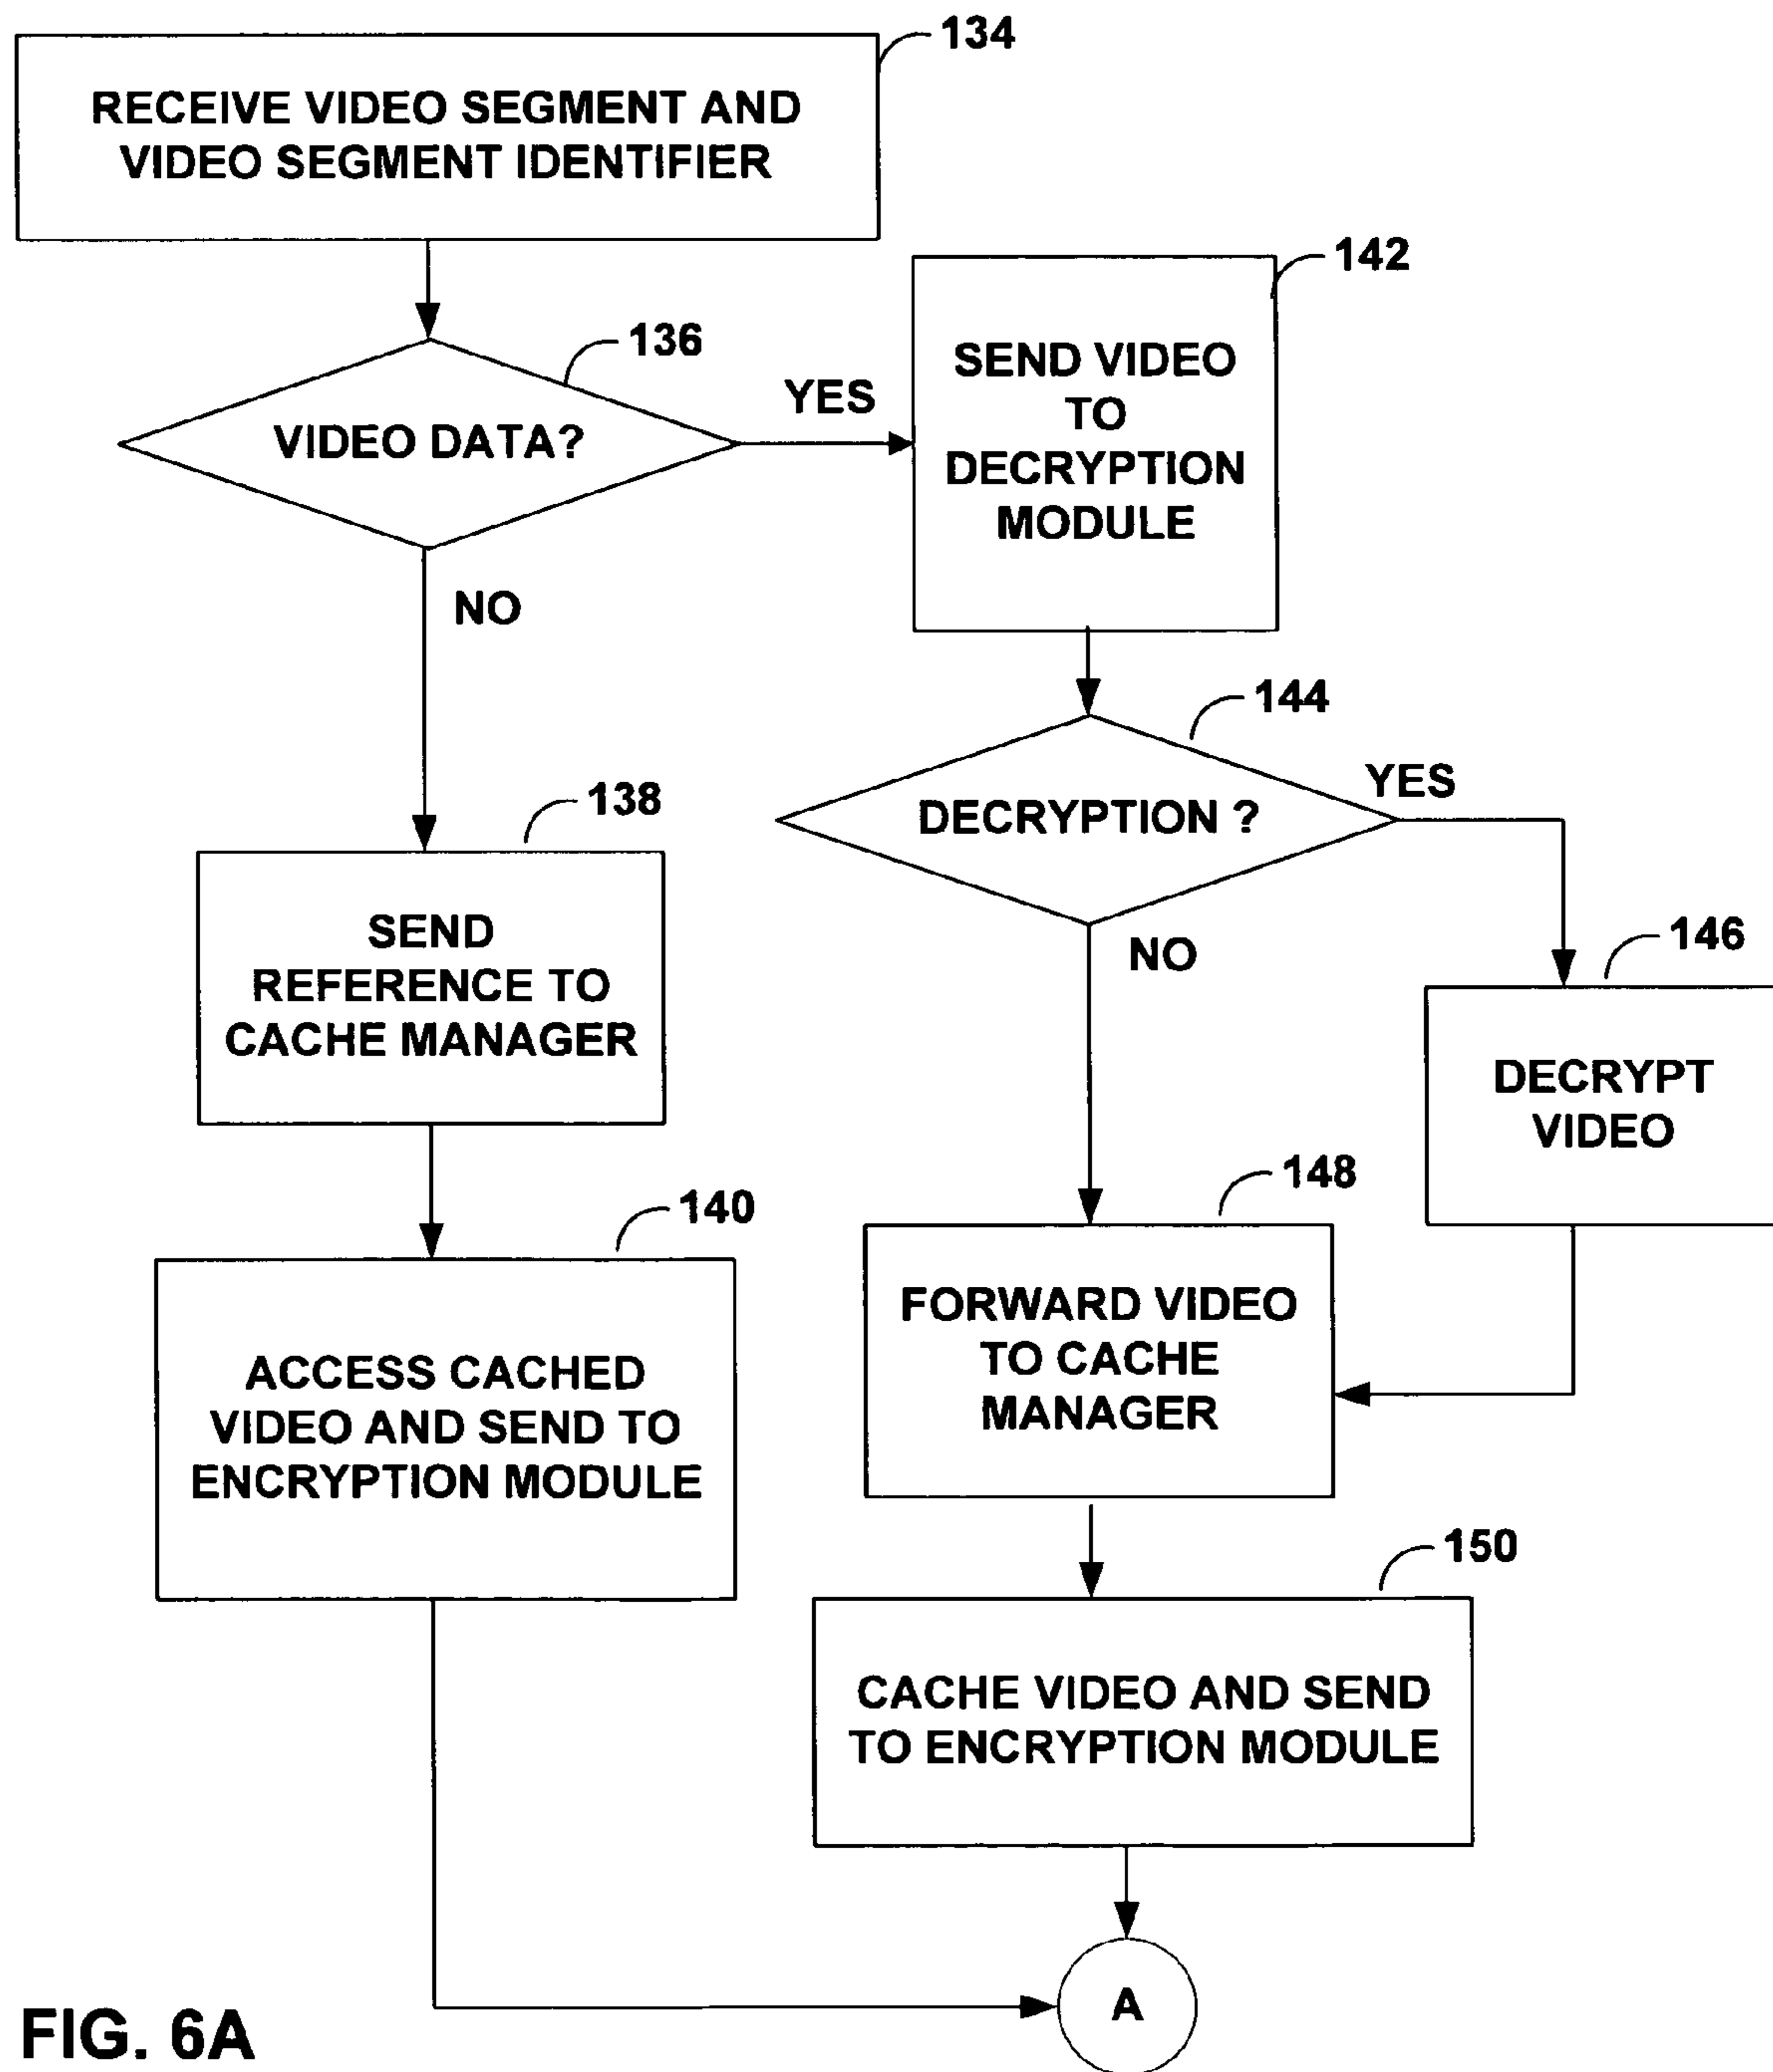 134
RECEIVE VIDEO SEGMENT AND
VIDEO SEGMENT IDENTIFIER
136
VIDEO DATA?
YES
NO
142
SEND VIDEO
TO
DECRYPTION
MODULE
144
DECRYPTION ?
YES
NO
138
SEND
REFERENCE TO
CACHE MANAGER
146
DECRYPT
VIDEO
140
ACCESS CACHED
VIDEO AND SEND TO
ENCRYPTION MODULE
148
FORWARD VIDEO
TO CACHE
MANAGER
150
CACHE VIDEO AND SEND
TO ENCRYPTION MODULE
A
FIG. 6A